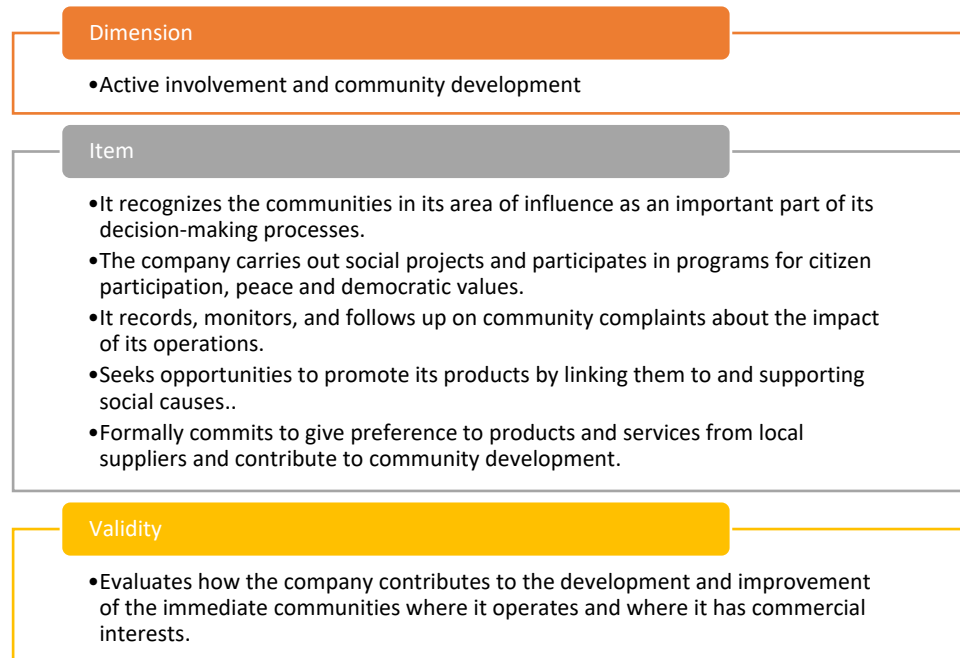 Dimension
•Active involvement and community development
Item
•It recognizes the communities in its area of influence as an important part of its
decision-making processes.
•The company carries out social projects and participates in programs for citizen
participation, peace and democratic values.
•It records, monitors, and follows up on community complaints about the impact
of its operations.
•Seeks opportunities to promote its products by linking them to and supporting
social causes..
•Formally commits to give preference to products and services from local
suppliers and contribute to community development.
Validity
•Evaluates how the company contributes to the development and improvement
of the immediate communities where it operates and where it has commercial
interests.